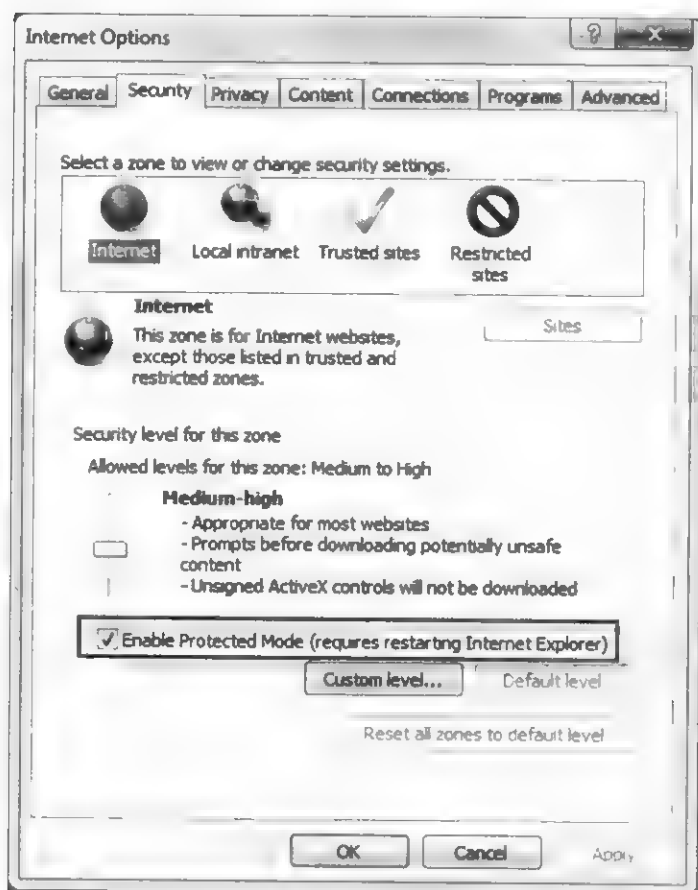 Internet Options
General Security Privacy Content Connections Programs Advanced
Select a zone to view or change security settings.
Internet Local intranet Trusted sites Restricted sites
Internet
Sites
This zone is for Internet websites,
except those listed in trusted and
restricted zones.
Security level for this zone
Allowed levels for this zone: Medium to High
Medium-high
- Appropriate for most websites
- Prompts before downloading potentially unsafe
content
- Unsigned ActiveX controls will not be downloaded
Enable Protected Mode (requires restarting Internet Explorer)
Custom level... Default level
Reset all zones to default level
OK Cancel Apply